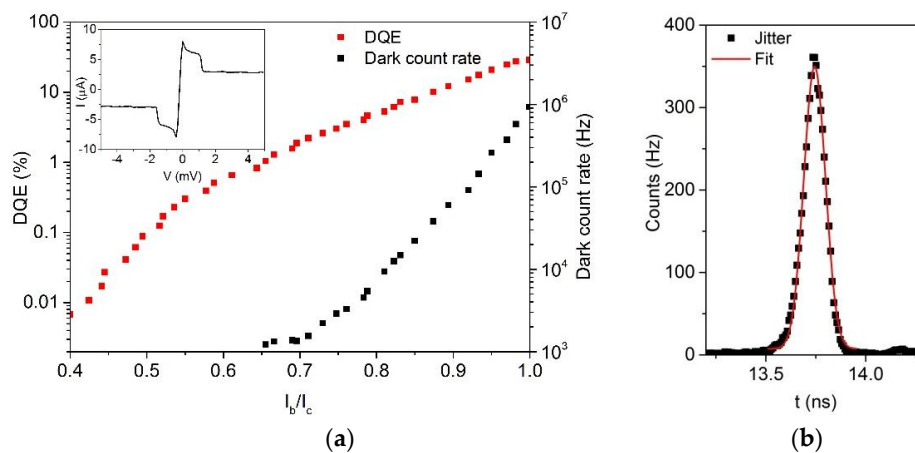 100
10
1
0.1
0.01
DQE (%)
10
5
0
-5
-10
I (µA)
-4 -2 0 2 4
V (mV)
DQE
Dark count rate
10⁷
10⁶
10⁵
10⁴
10³
Dark count rate (Hz)
0.4 0.5 0.6 0.7 0.8 0.9 1.0
I_b/I_c
(a)
400
300
200
100
0
Counts (Hz)
Jitter
Fit
13.5 14.0
t (ns)
(b)